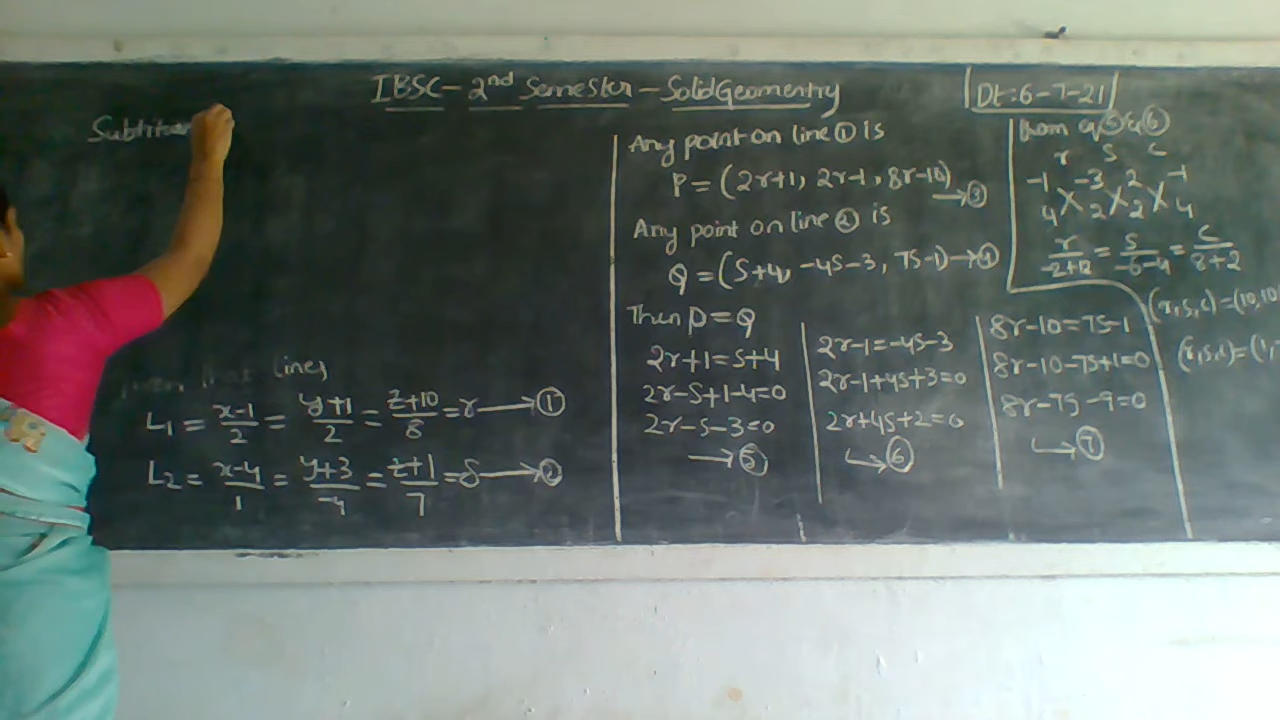 IBSC - 2nd Semester - Solid Geometry
Dt: 6-7-21
given that lines
L1 = x-1/2 = y+1/2 = z+10/8 = r → ①
L2 = x-4/1 = y+3/-4 = z+1/7 = s → ②
Any point on line ① is
P = (2r+1, 2r-1, 8r-10) → ③
Any point on line ② is
Q = (s+4, -4s-3, 7s-1) → ④
Then P = Q
2r+1 = s+4
2r-s+1-4=0
2r-s-3=0
→ ⑤
2r-1=-4s-3
2r-1+4s+3=0
2r+4s+2=0
→ ⑥
8r-10=7s-1
8r-10-7s+1=0
8r-7s-9=0
→ ⑦
from eq ⑤ & ⑥
r s c
-1 -3 2 -1
4 2 2 4
r/-2+12 = s/-6-4 = c/8+2
(r,s,c)=(10,10
(r,s,c)=(1,-